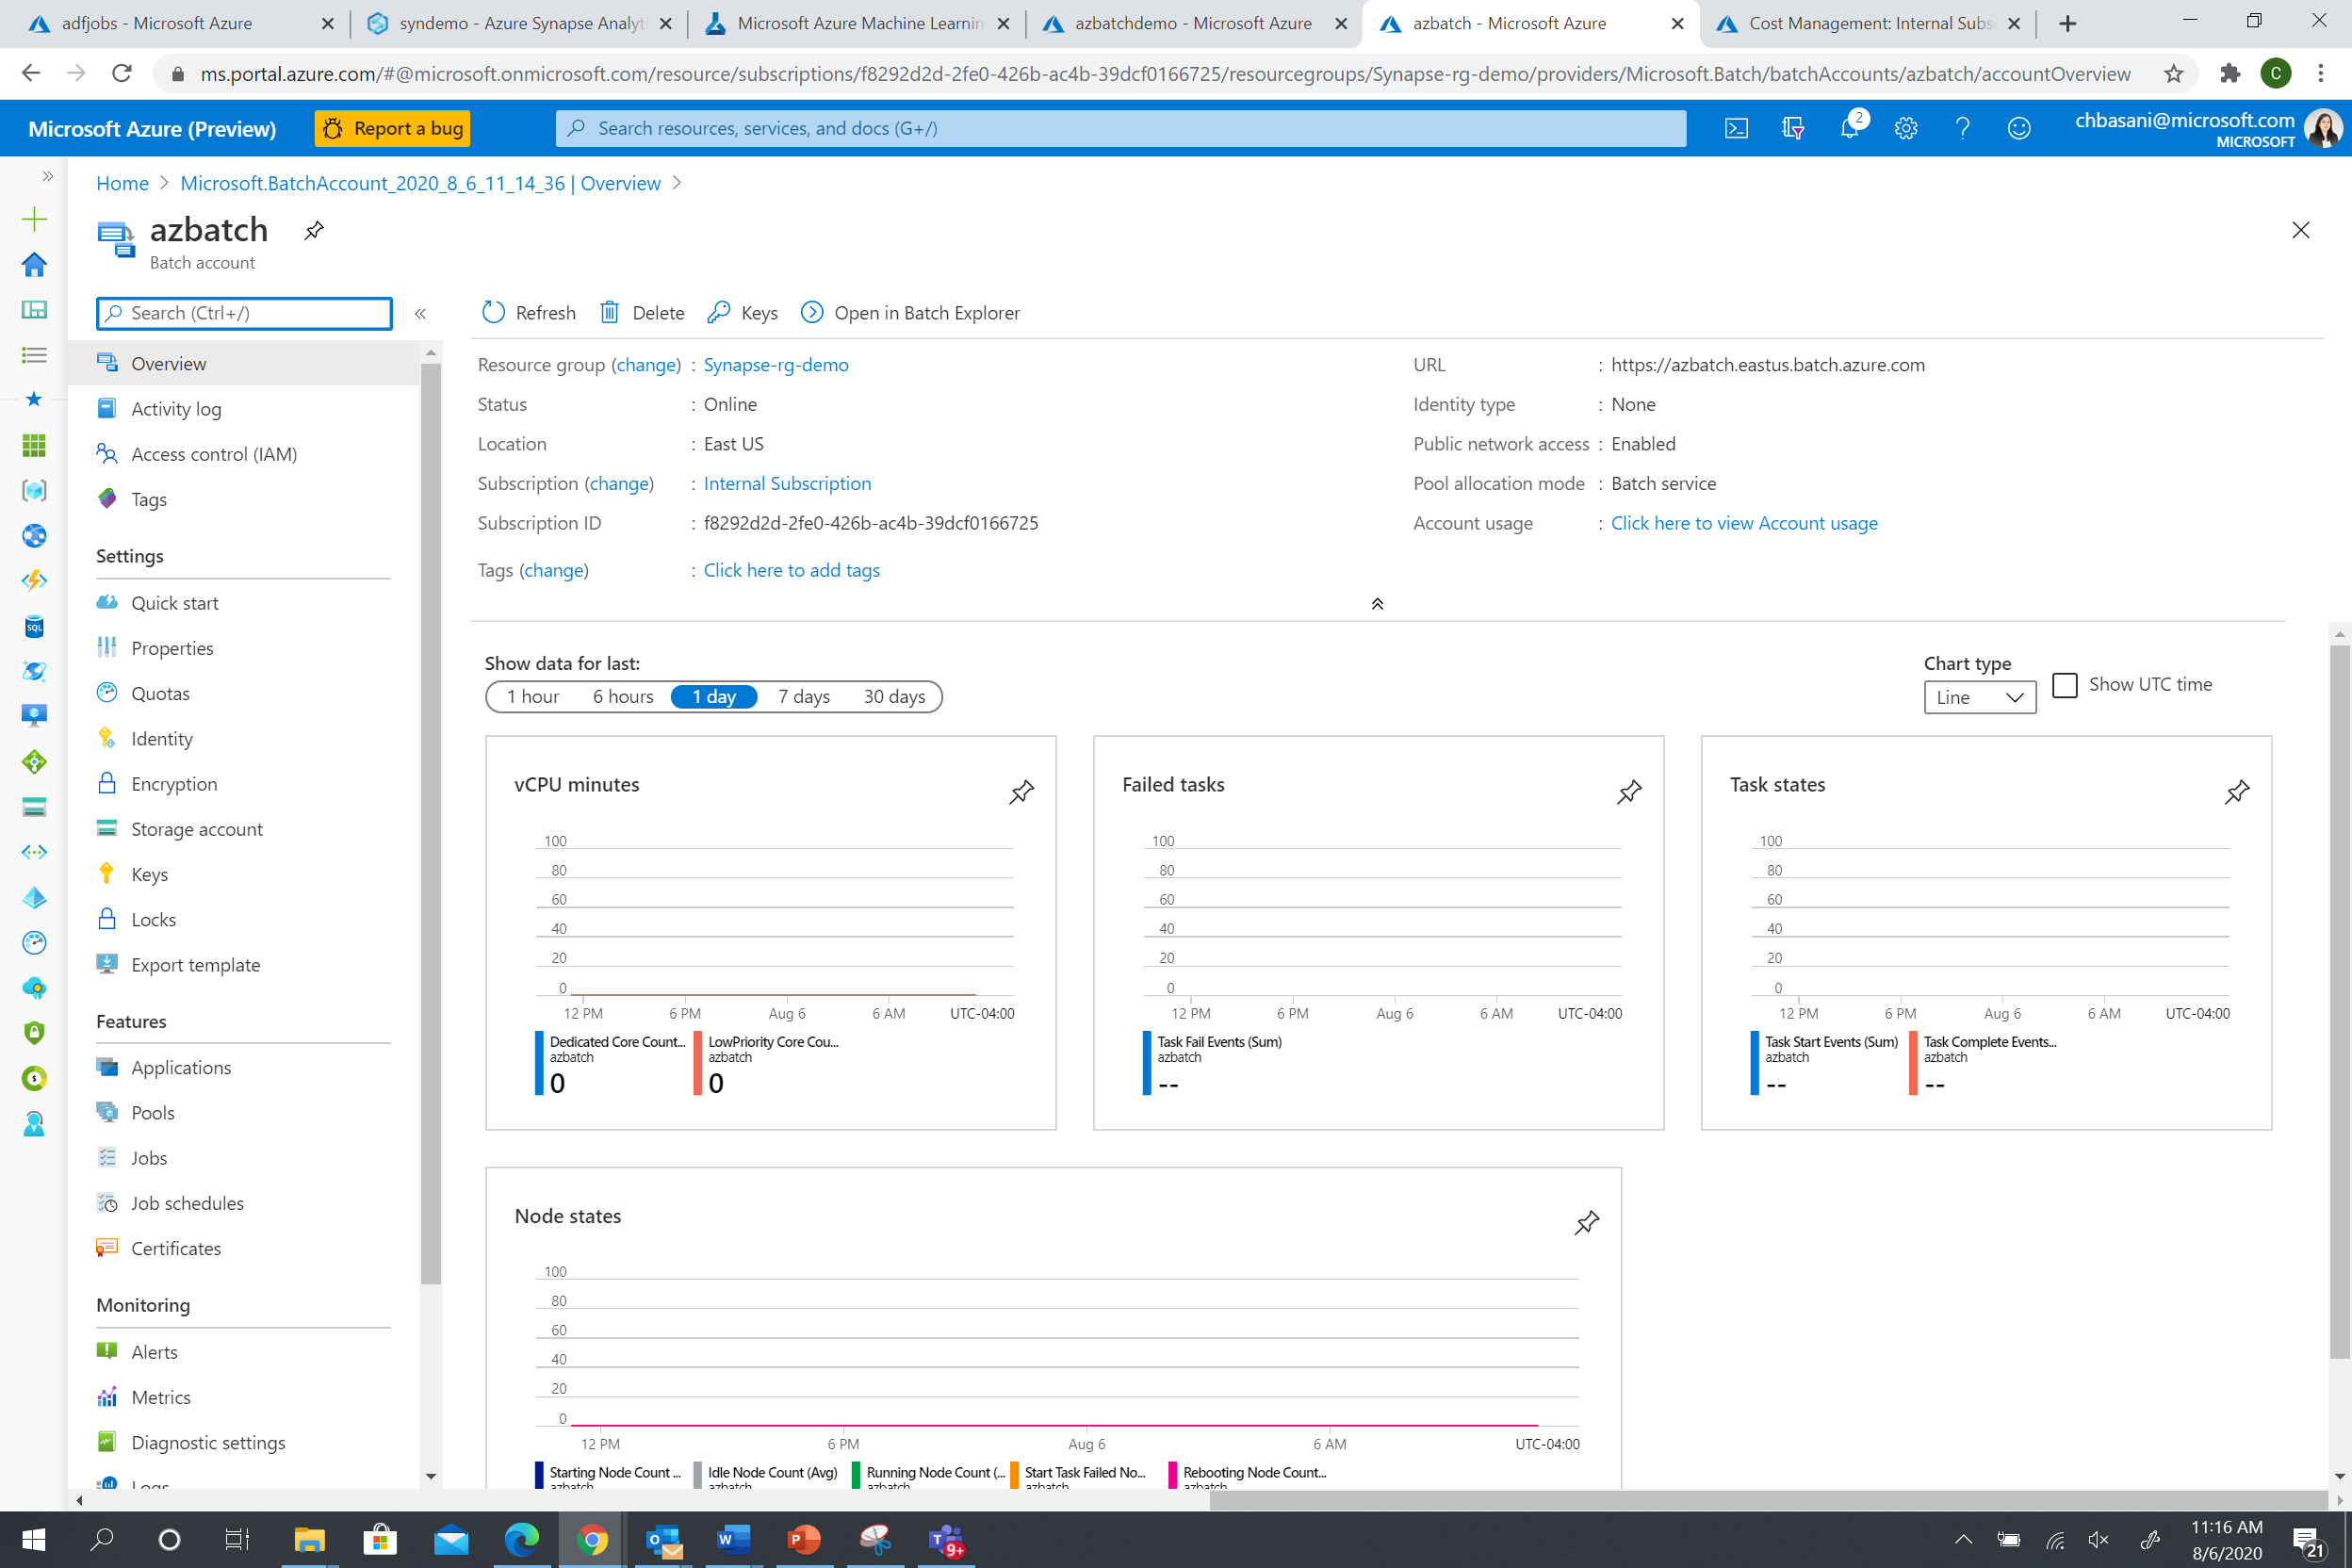 adfjobs - Microsoft Azure
syndemo - Azure Synapse Analyt
Microsoft Azure Machine Learnin
azbatchdemo - Microsoft Azure
azbatch - Microsoft Azure
Cost Management: Internal Subs
ms.portal.azure.com/#@microsoft.onmicrosoft.com/resource/subscriptions/f8292d2d-2fe0-426b-ac4b-39dcf0166725/resourcegroups/Synapse-rg-demo/providers/Microsoft.Batch/batchAccounts/azbatch/accountOverview
C
Microsoft Azure (Preview)
Report a bug
Search resources, services, and docs (G+/)
2
chbasani@microsoft.com
MICROSOFT
Home > Microsoft.BatchAccount_2020_8_6_11_14_36 | Overview >
azbatch
Batch account
Search (Ctrl+/)
«
Overview
Activity log
Access control (IAM)
Tags
Settings
Quick start
Properties
Quotas
Identity
Encryption
Storage account
Keys
Locks
Export template
Features
Applications
Pools
Jobs
Job schedules
Certificates
Monitoring
Alerts
Metrics
Diagnostic settings
Logs
Refresh
Delete
Keys
Open in Batch Explorer
Resource group (change) : Synapse-rg-demo
Status : Online
Location : East US
Subscription (change) : Internal Subscription
Subscription ID : f8292d2d-2fe0-426b-ac4b-39dcf0166725
Tags (change) : Click here to add tags
URL : https://azbatch.eastus.batch.azure.com
Identity type : None
Public network access : Enabled
Pool allocation mode : Batch service
Account usage : Click here to view Account usage
Show data for last:
1 hour 6 hours 1 day 7 days 30 days
Chart type
Line
Show UTC time
vCPU minutes
100
80
60
40
20
0
12 PM 6 PM Aug 6 6 AM UTC-04:00
Dedicated Core Count...
azbatch
0
LowPriority Core Cou...
azbatch
0
Failed tasks
100
80
60
40
20
0
12 PM 6 PM Aug 6 6 AM UTC-04:00
Task Fail Events (Sum)
azbatch
--
Task states
100
80
60
40
20
0
12 PM 6 PM Aug 6 6 AM UTC-04:00
Task Start Events (Sum)
azbatch
--
Task Complete Events...
azbatch
--
Node states
100
80
60
40
20
0
12 PM 6 PM Aug 6 6 AM UTC-04:00
Starting Node Count ...
azbatch
Idle Node Count (Avg)
azbatch
Running Node Count (...
azbatch
Start Task Failed No...
azbatch
Rebooting Node Count...
azbatch
SQL
9+
11:16 AM
8/6/2020
21